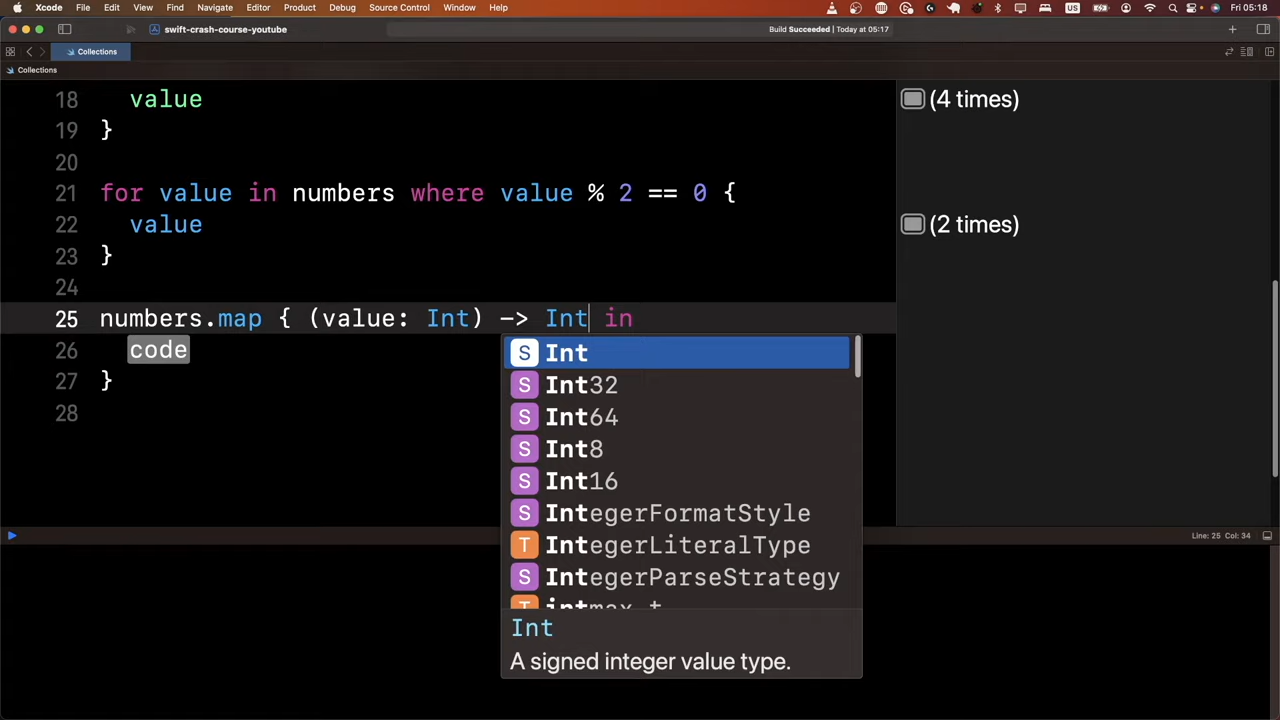 Xcode File Edit View Find Navigate Editor Product Debug Source Control Window Help US Fri 05:18
swift-crash-course-youtube Build Succeeded | Today at 05:17
Collections
Collections
18 value (4 times)
19 }
20
21 for value in numbers where value % 2 == 0 {
22 value (2 times)
23 }
24
25 numbers.map { (value: Int) -> Int in
26 code
27 }
28
S Int
S Int32
S Int64
S Int8
S Int16
S IntegerFormatStyle
T IntegerLiteralType
S IntegerParseStrategy
T intmax_t
Int
A signed integer value type.
Line: 25 Col: 34